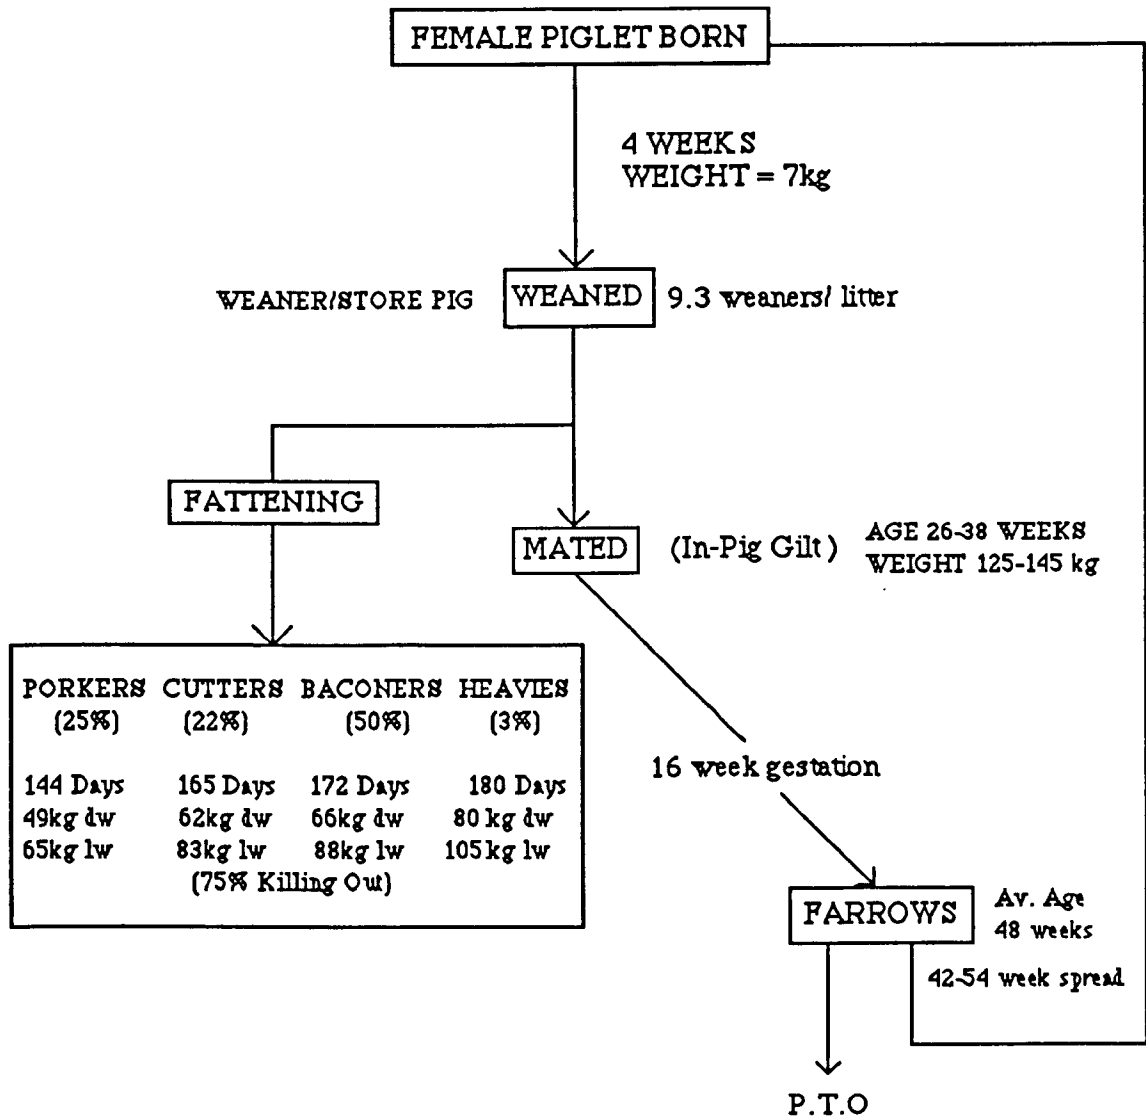 FEMALE PIGLET BORN
4 WEEKS
WEIGHT = 7kg
WEANER/STORE PIG WEANED 9.3 weaners/ litter
FATTENING
MATED (In-Pig Gilt) AGE 26-38 WEEKS
WEIGHT 125-145 kg
PORKERS CUTTERS BACONERS HEAVIES
(25%) (22%) (50%) (3%)
144 Days 165 Days 172 Days 180 Days
49kg dw 62kg dw 66kg dw 80 kg dw
65kg lw 83kg lw 88kg lw 105kg lw
(75% Killing Out)
16 week gestation
FARROWS Av. Age
48 weeks
42-54 week spread
P.T.O